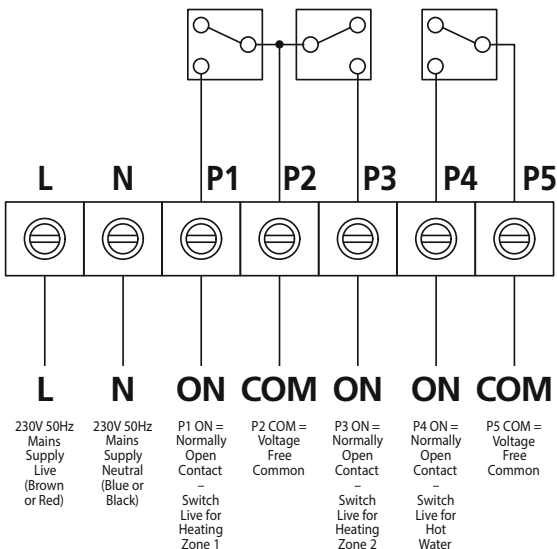 L N P1 P2 P3 P4 P5
L N ON COM ON ON COM
230V 50Hz
Mains
Supply
Live
(Brown
or Red)
230V 50Hz
Mains
Supply
Neutral
(Blue or
Black)
P1 ON =
Normally
Open
Contact
–
Switch
Live for
Heating
Zone 1
P2 COM =
Voltage
Free
Common
P3 ON =
Normally
Open
Contact
–
Switch
Live for
Heating
Zone 2
P4 ON =
Normally
Open
Contact
–
Switch
Live for
Hot
Water
P5 COM =
Voltage
Free
Common